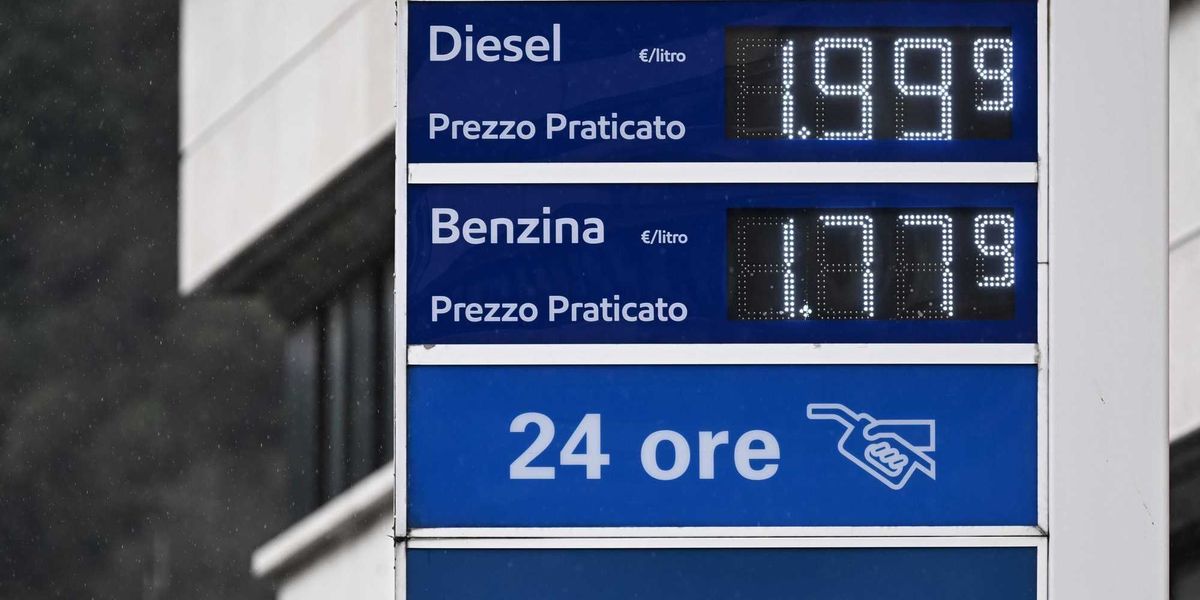 Diesel €/litro 1.999
Prezzo Praticato
Benzina €/litro 1.779
Prezzo Praticato
24 ore